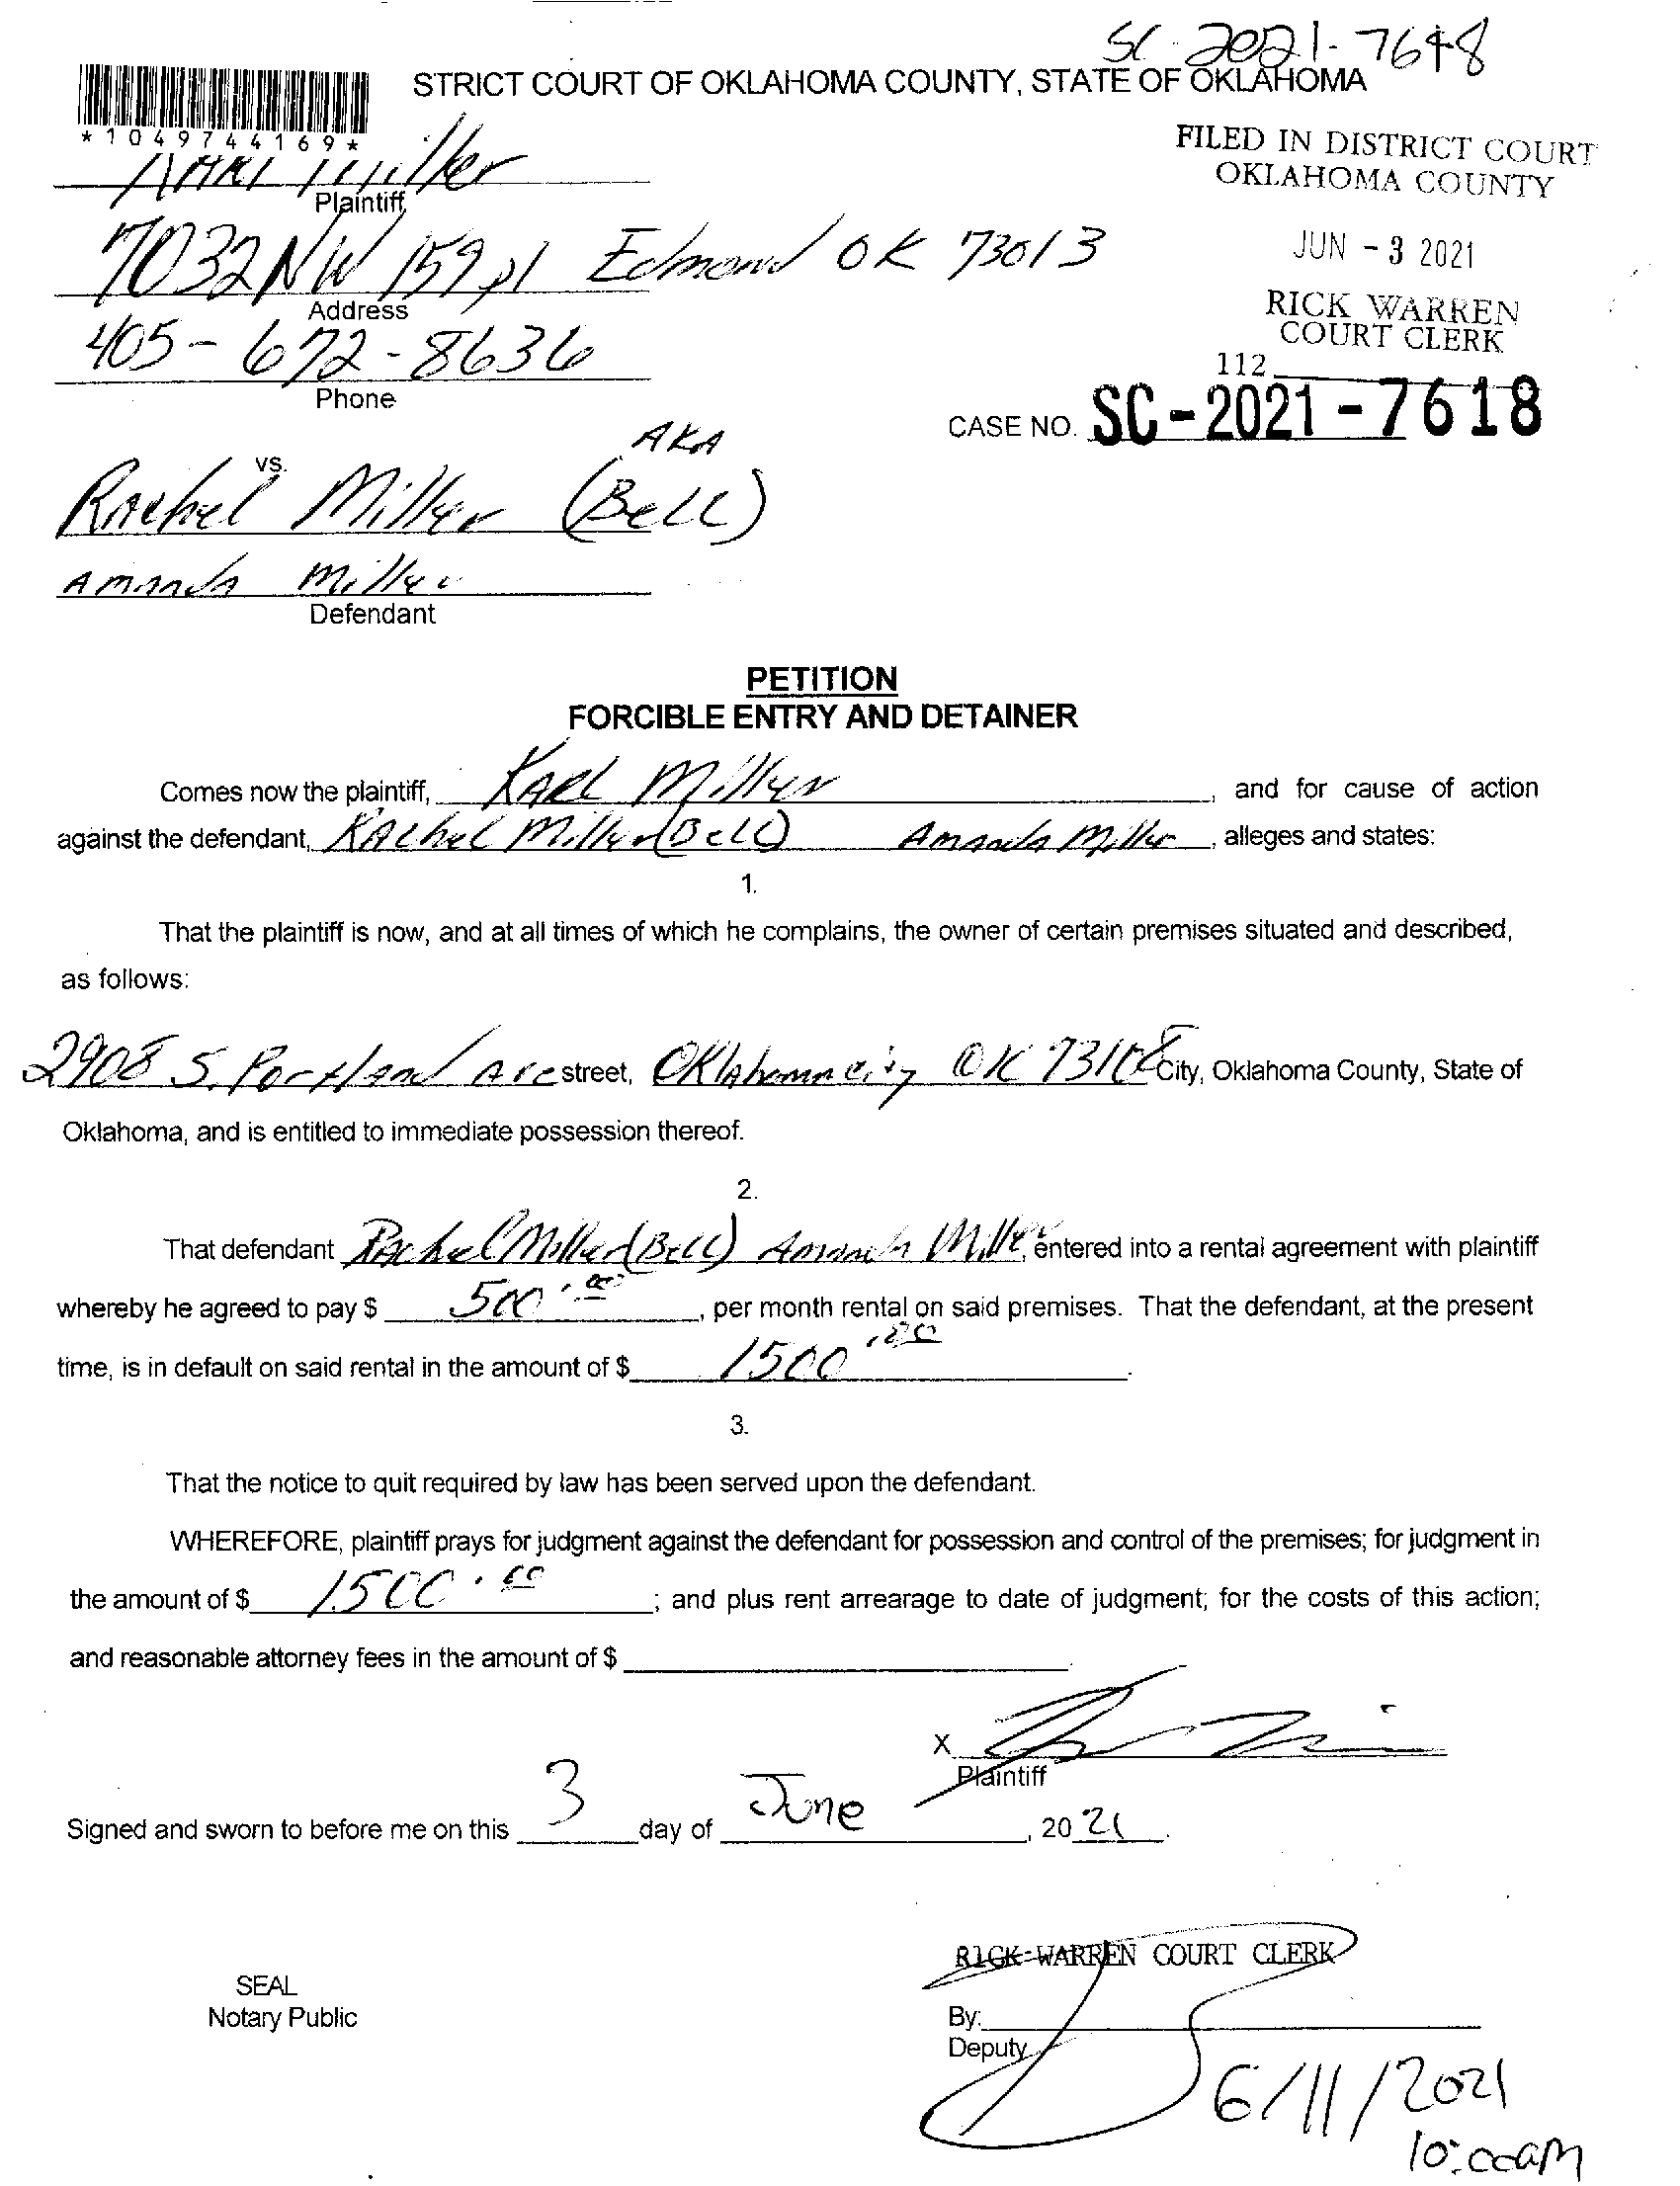 SC-2021-7618
STRICT COURT OF OKLAHOMA COUNTY, STATE OF OKLAHOMA
*1049744169*
FILED IN DISTRICT COURT
OKLAHOMA COUNTY
KARL Miller
Plaintiff
7032 NW 159 pl Edmond OK 73013
Address
JUN - 3 2021
RICK WARREN
COURT CLERK
405-672-8636
Phone
112
CASE NO. SC-2021-7618
AKA
vs.
Rachel Miller (Bell)
Amanda Miller
Defendant
PETITION
FORCIBLE ENTRY AND DETAINER
Comes now the plaintiff, KARL Miller, and for cause of action
against the defendant, RAchel Miller (Bell) Amanda Miller, alleges and states:
1.
That the plaintiff is now, and at all times of which he complains, the owner of certain premises situated and described,
as follows:
2908 S. Portland Ave street, OKlahoma City OK 73108 City, Oklahoma County, State of
Oklahoma, and is entitled to immediate possession thereof.
2.
That defendant Rachel Miller (Bell) Amanda Miller, entered into a rental agreement with plaintiff
whereby he agreed to pay $ 500.00, per month rental on said premises. That the defendant, at the present
time, is in default on said rental in the amount of $ 1500.00.
3.
That the notice to quit required by law has been served upon the defendant.
WHEREFORE, plaintiff prays for judgment against the defendant for possession and control of the premises; for judgment in
the amount of $ 1500.00; and plus rent arrearage to date of judgment; for the costs of this action;
and reasonable attorney fees in the amount of $
X
Plaintiff
Signed and sworn to before me on this 3 day of June, 2021.
RICK WARREN COURT CLERK
SEAL
Notary Public
By:
Deputy
6/11/2021
10:00am